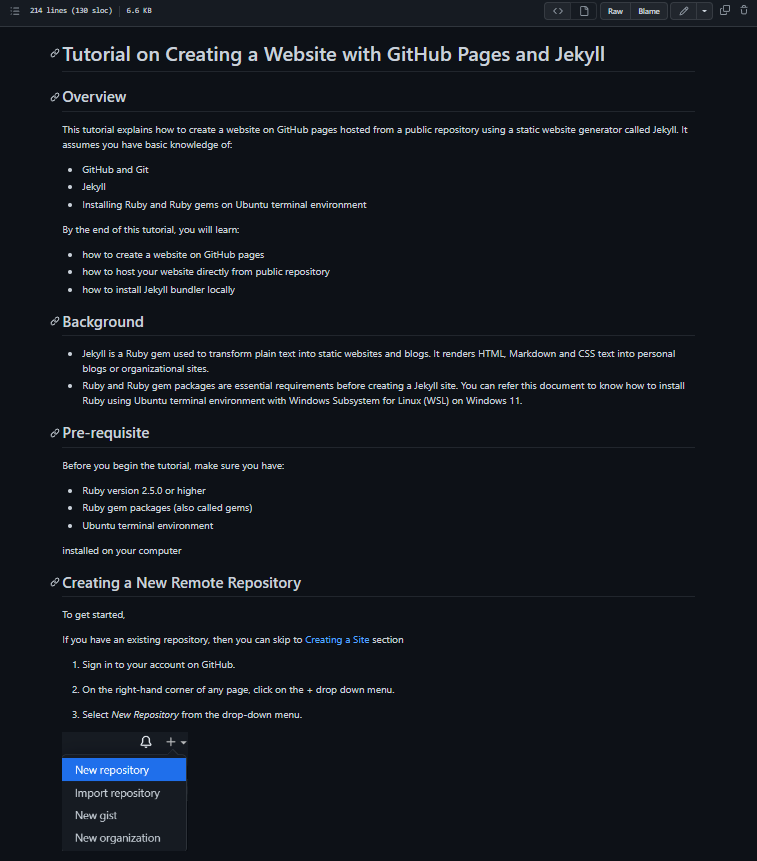 214 lines (130 sloc) 6.6 KB
Raw Blame
Tutorial on Creating a Website with GitHub Pages and Jekyll
Overview
This tutorial explains how to create a website on GitHub pages hosted from a public repository using a static website generator called Jekyll. It
assumes you have basic knowledge of:
• GitHub and Git
• Jekyll
• Installing Ruby and Ruby gems on Ubuntu terminal environment
By the end of this tutorial, you will learn:
• how to create a website on GitHub pages
• how to host your website directly from public repository
• how to install Jekyll bundler locally
Background
• Jekyll is a Ruby gem used to transform plain text into static websites and blogs. It renders HTML, Markdown and CSS text into personal
blogs or organizational sites.
• Ruby and Ruby gem packages are essential requirements before creating a Jekyll site. You can refer this document to know how to install
Ruby using Ubuntu terminal environment with Windows Subsystem for Linux (WSL) on Windows 11.
Pre-requisite
Before you begin the tutorial, make sure you have:
• Ruby version 2.5.0 or higher
• Ruby gem packages (also called gems)
• Ubuntu terminal environment
installed on your computer
Creating a New Remote Repository
To get started,
If you have an existing repository, then you can skip to Creating a Site section
1. Sign in to your account on GitHub.
2. On the right-hand corner of any page, click on the + drop down menu.
3. Select New Repository from the drop-down menu.
New repository
Import repository
New gist
New organization